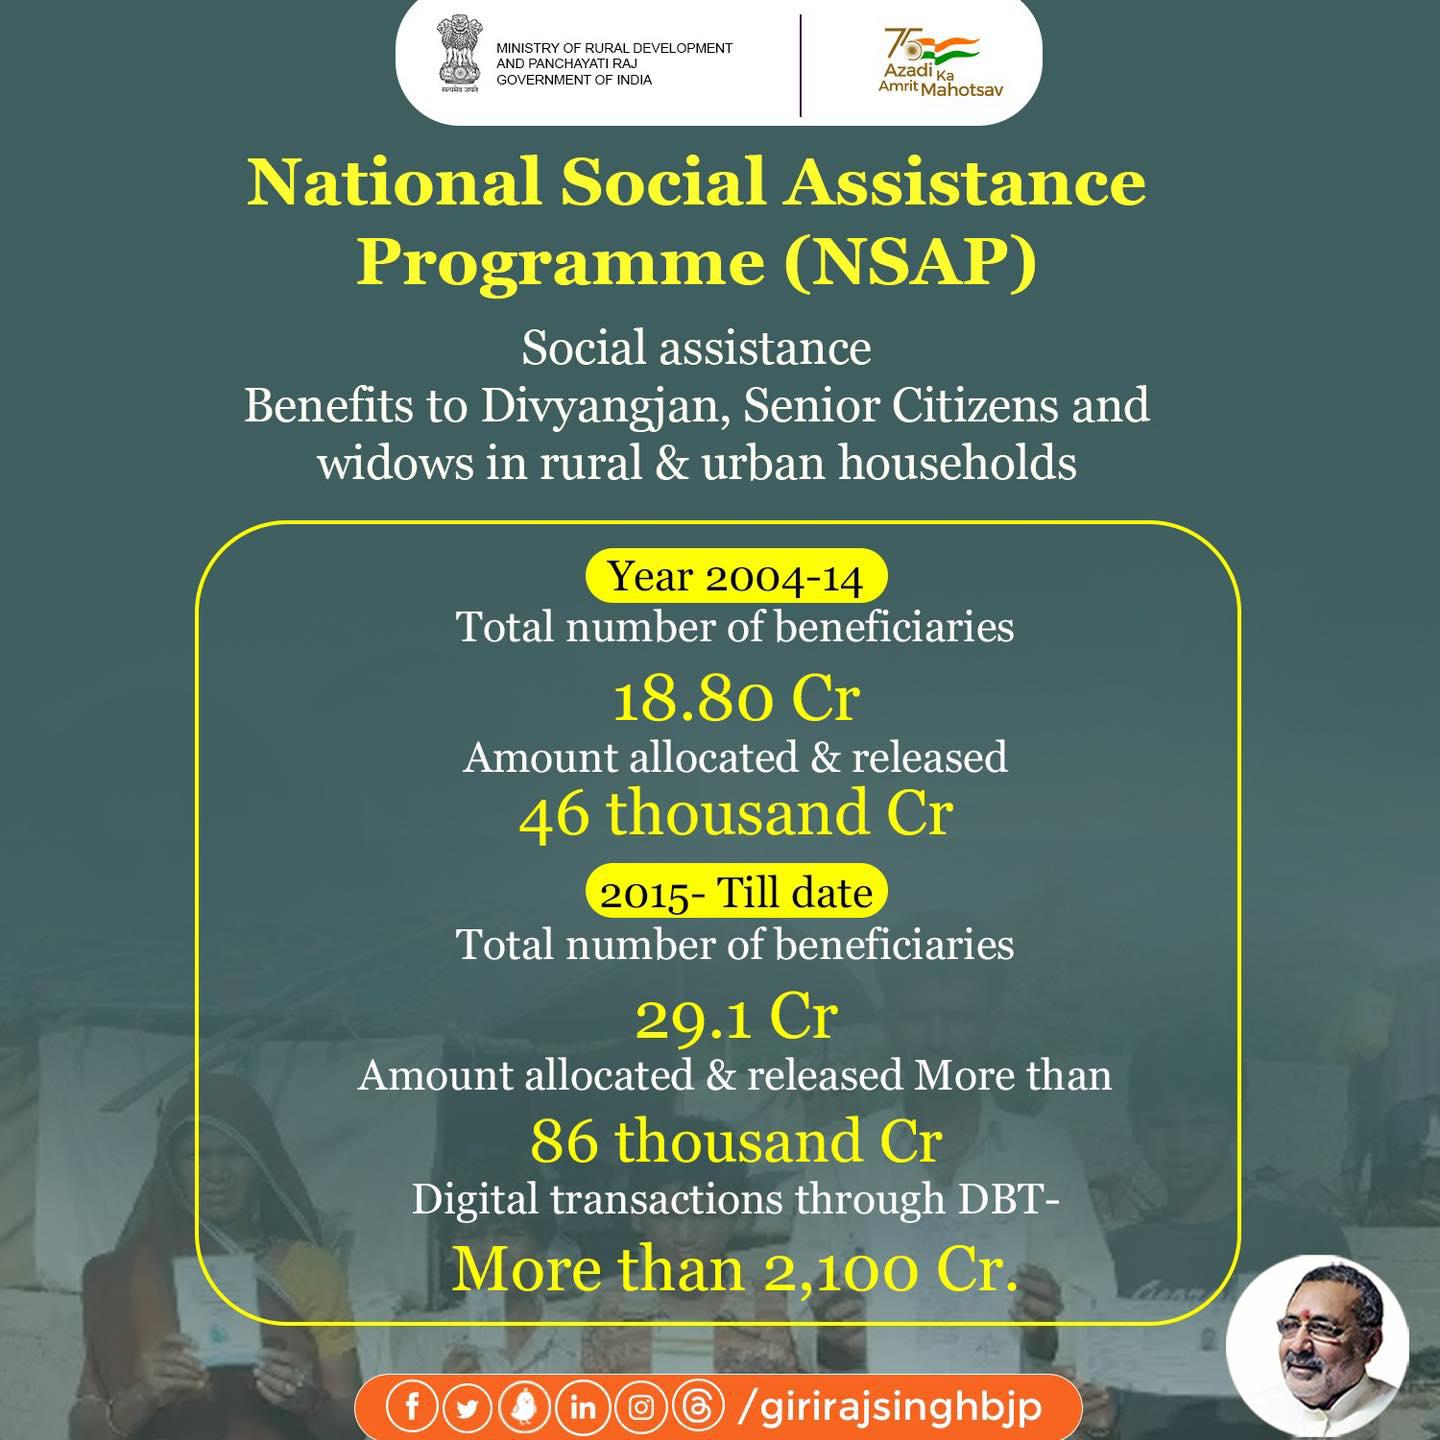 सत्यमेव जयते
MINISTRY OF RURAL DEVELOPMENT
AND PANCHAYATI RAJ
GOVERNMENT OF INDIA
75
Azadi Ka
Amrit Mahotsav
National Social Assistance
Programme (NSAP)
Social assistance
Benefits to Divyangjan, Senior Citizens and
widows in rural & urban households
Year 2004-14
Total number of beneficiaries
18.80 Cr
Amount allocated & released
46 thousand Cr
2015- Till date
Total number of beneficiaries
29.1 Cr
Amount allocated & released More than
86 thousand Cr
Digital transactions through DBT-
More than 2,100 Cr.
/girirajsinghbjp